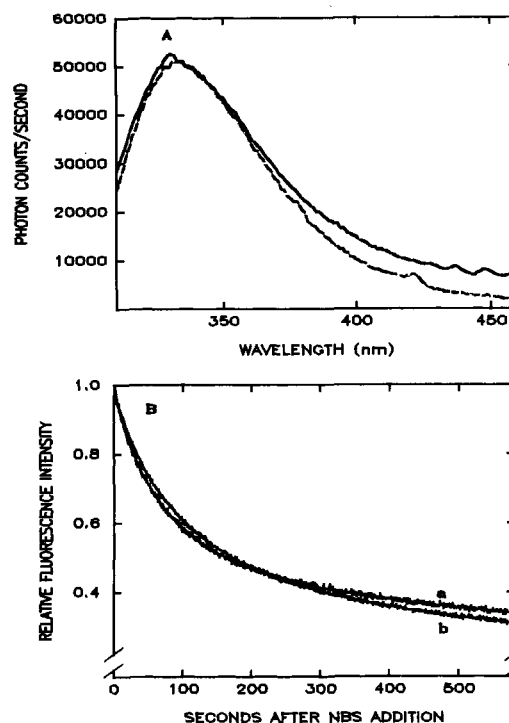 60000
A
50000
40000
30000
20000
10000
PHOTON COUNTS/SECOND
350
400
450
WAVELENGTH (nm)
1.0
B
0.8
0.6
0.4
RELATIVE FLUORESCENCE INTENSITY
a
b
0
100
200
300
400
500
SECONDS AFTER NBS ADDITION